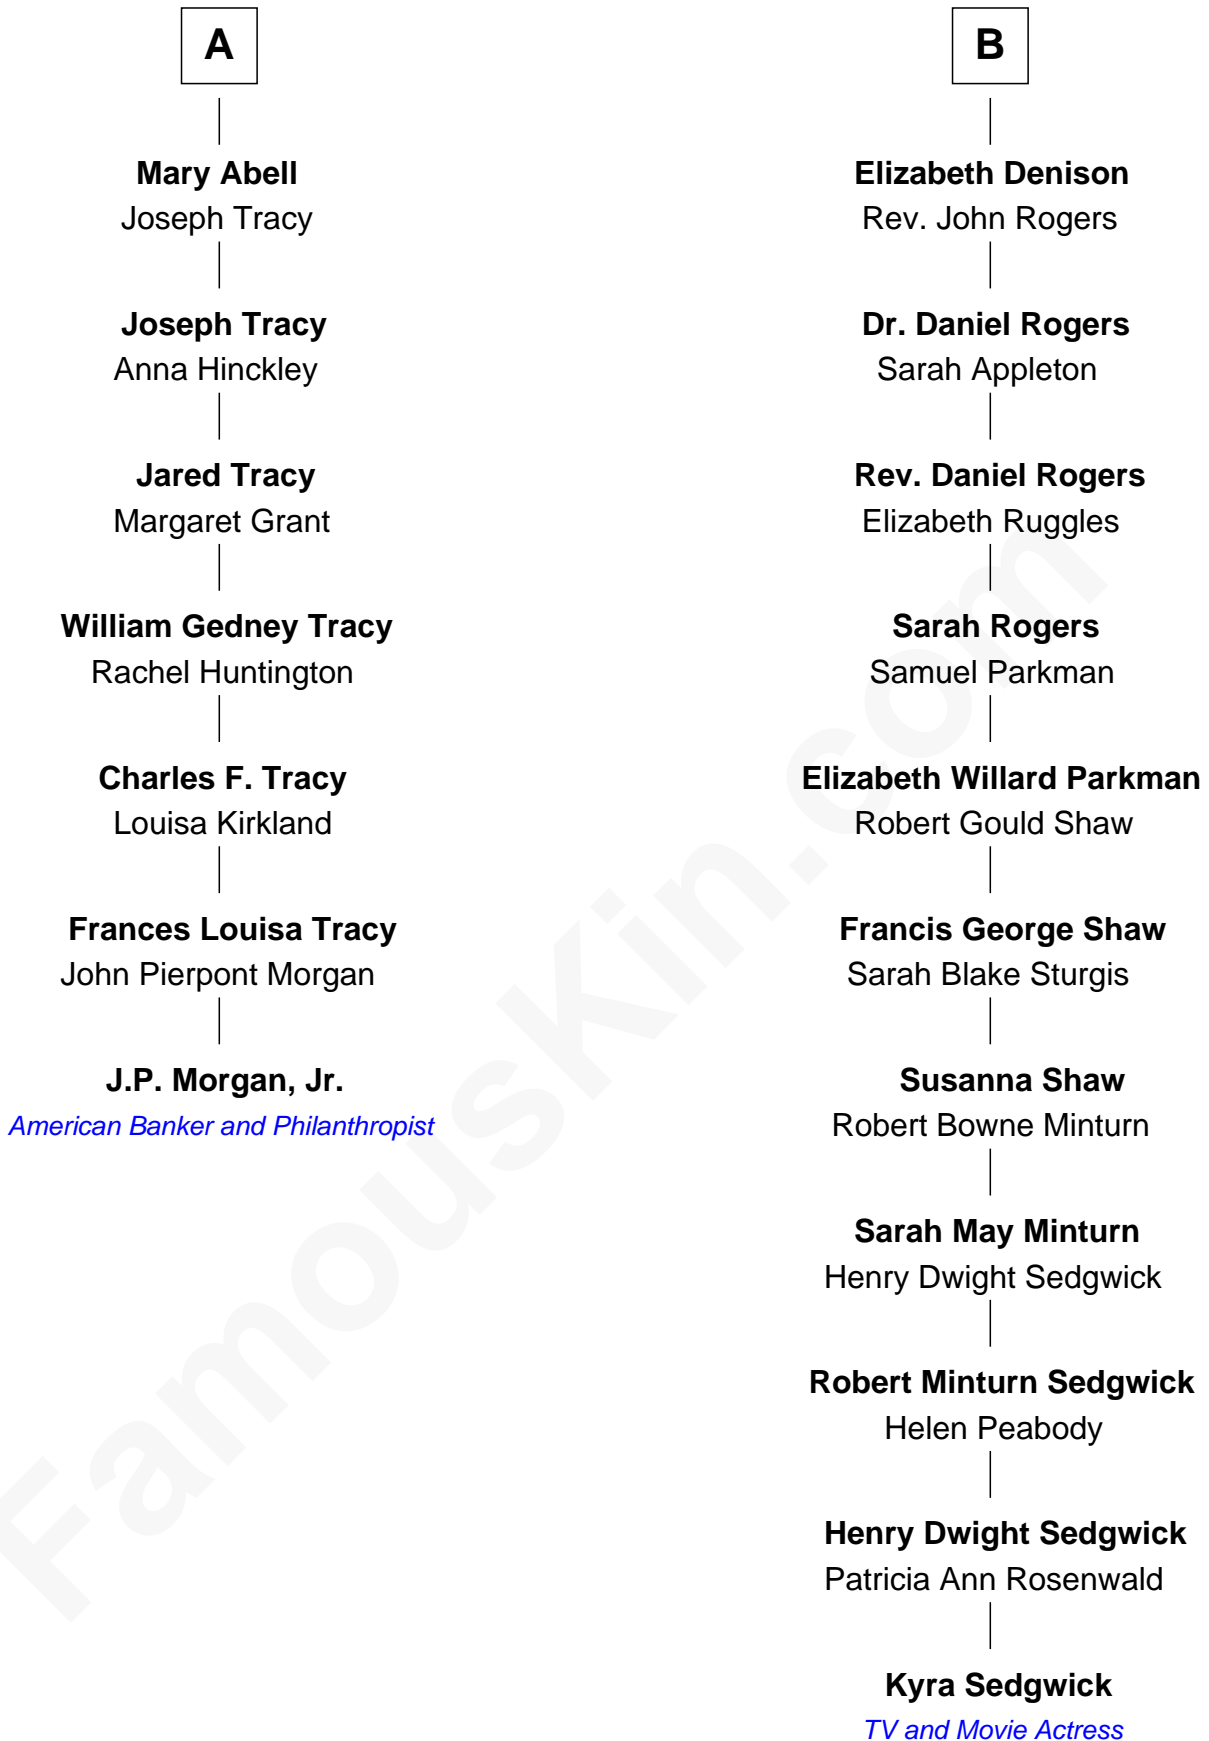 A
Mary Abell
Joseph Tracy
Joseph Tracy
Anna Hinckley
Jared Tracy
Margaret Grant
William Gedney Tracy
Rachel Huntington
Charles F. Tracy
Louisa Kirkland
Frances Louisa Tracy
John Pierpont Morgan
J.P. Morgan, Jr.
American Banker and Philanthropist
B
Elizabeth Denison
Rev. John Rogers
Dr. Daniel Rogers
Sarah Appleton
Rev. Daniel Rogers
Elizabeth Ruggles
Sarah Rogers
Samuel Parkman
Elizabeth Willard Parkman
Robert Gould Shaw
Francis George Shaw
Sarah Blake Sturgis
Susanna Shaw
Robert Bowne Minturn
Sarah May Minturn
Henry Dwight Sedgwick
Robert Minturn Sedgwick
Helen Peabody
Henry Dwight Sedgwick
Patricia Ann Rosenwald
Kyra Sedgwick
TV and Movie Actress
FamousKin.com